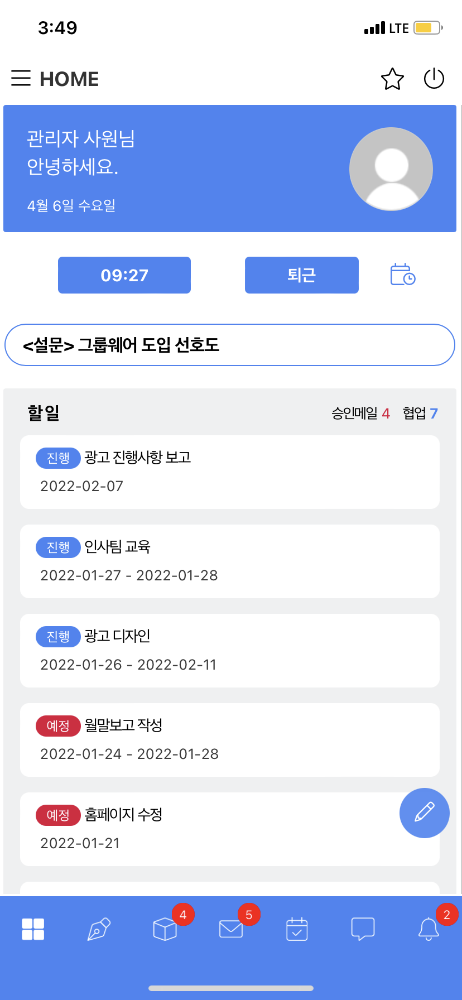 3:49 LTE
HOME
관리자 사원님
안녕하세요.
4월 6일 수요일
09:27 퇴근
<설문> 그룹웨어 도입 선호도
할일 승인메일 4 협업 7
진행 광고 진행사항 보고
2022-02-07
진행 인사팀 교육
2022-01-27 - 2022-01-28
진행 광고 디자인
2022-01-26 - 2022-02-11
예정 월말보고 작성
2022-01-24 - 2022-01-28
예정 홈페이지 수정
2022-01-21
4 5 2